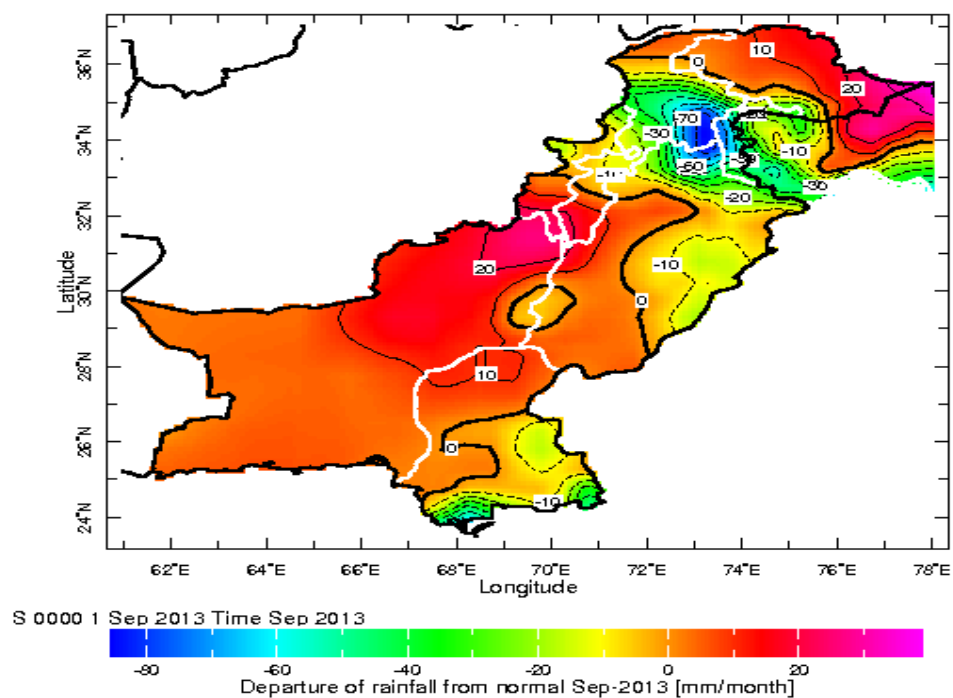 36°N
34°N
32°N
30°N
28°N
26°N
24°N
Latitude
10
0
20
-70
-30
-10
-30
-10
-20
20
-10
0
10
0
-10
62°E 64°E 66°E 68°E 70°E 72°E 74°E 76°E 78°E
Longitude
S 0000 1 Sep 2013 Time Sep 2013
-80 -60 -40 -20 0 20
Departure of rainfall from normal Sep-2013 [mm/month]